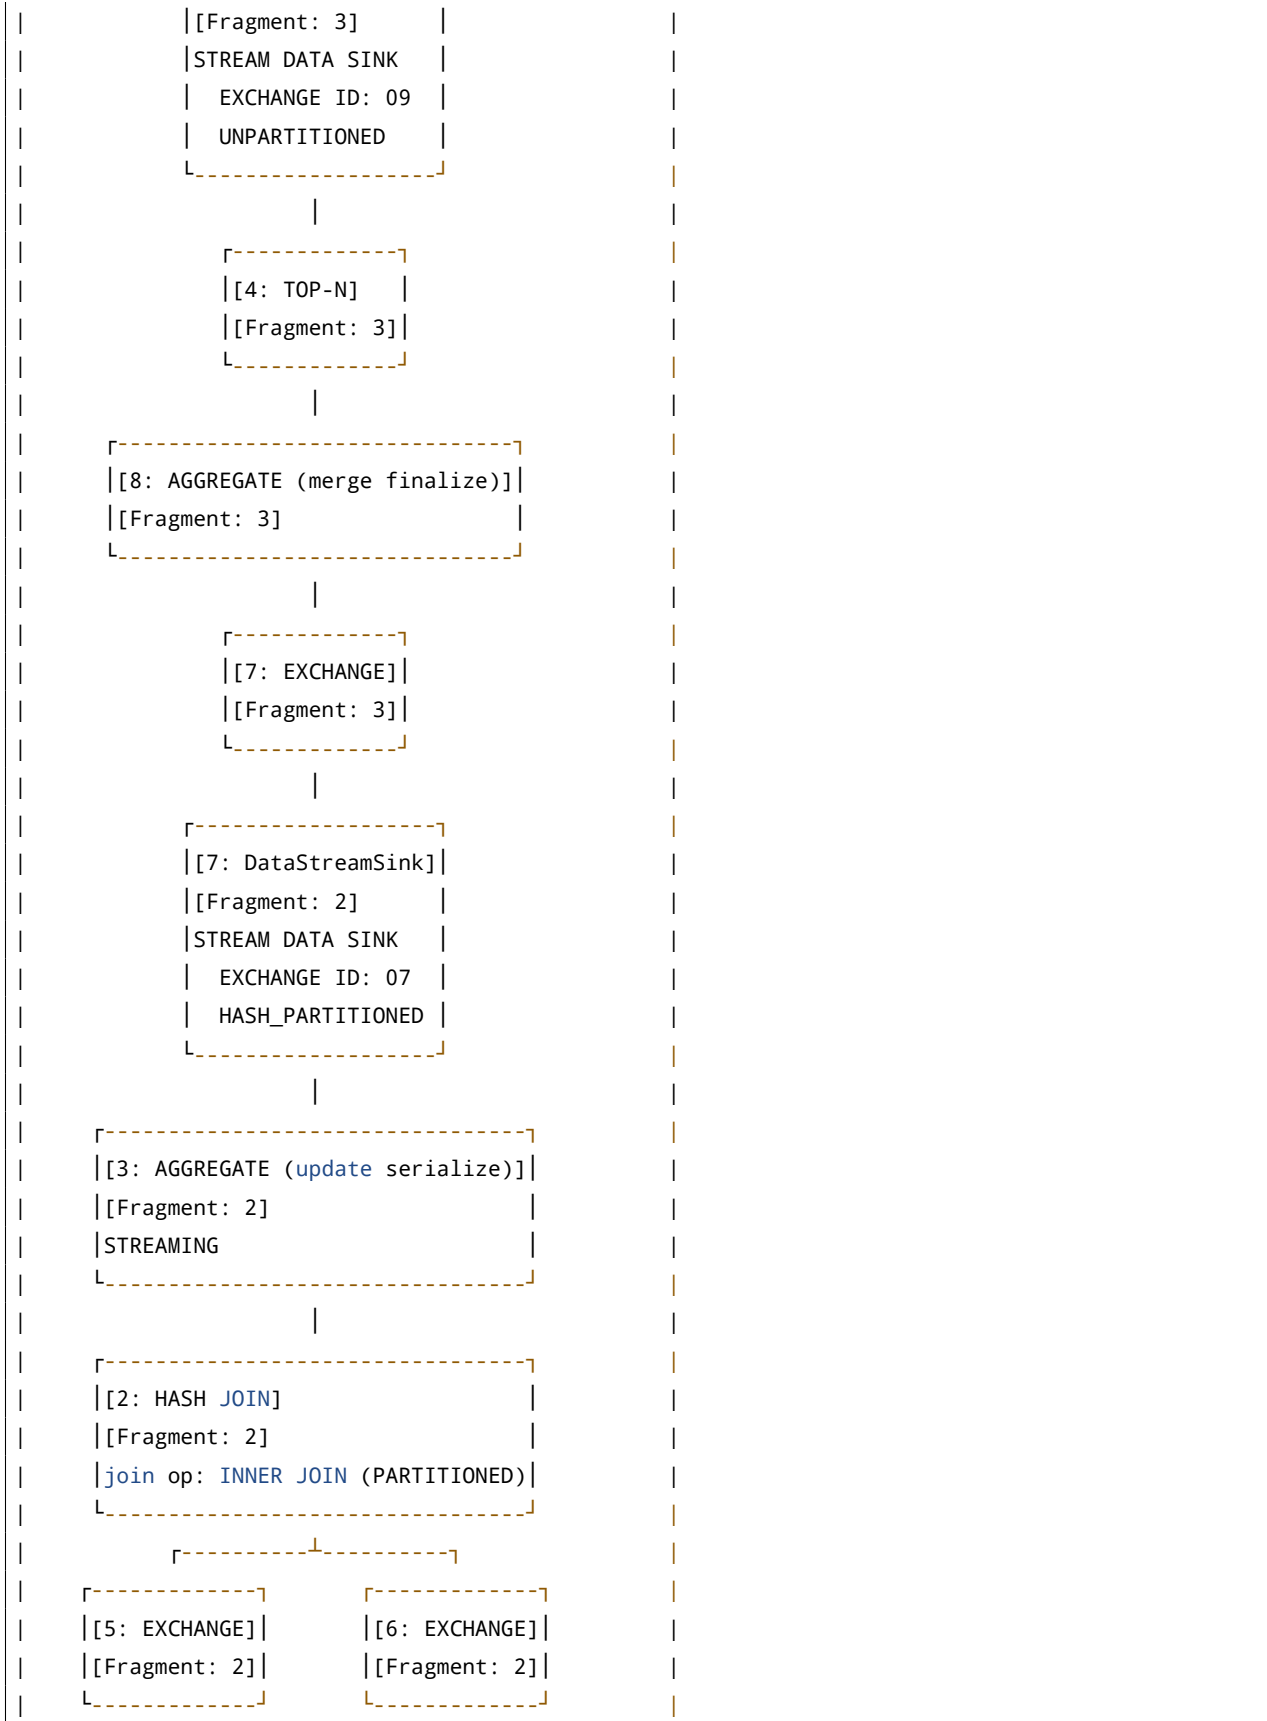 |            │[Fragment: 3]      │                 |
|            │STREAM DATA SINK   │                 |
|            │  EXCHANGE ID: 09  │                 |
|            │  UNPARTITIONED    │                 |
|            └-------------------┘                 |
|                      │                           |
|               ┌-------------┐                    |
|               │[4: TOP-N]   │                    |
|               │[Fragment: 3]│                    |
|               └-------------┘                    |
|                      │                           |
|      ┌-------------------------------┐           |
|      │[8: AGGREGATE (merge finalize)]│           |
|      │[Fragment: 3]                  │           |
|      └-------------------------------┘           |
|                      │                           |
|               ┌-------------┐                    |
|               │[7: EXCHANGE]│                    |
|               │[Fragment: 3]│                    |
|               └-------------┘                    |
|                      │                           |
|            ┌-------------------┐                 |
|            │[7: DataStreamSink]│                 |
|            │[Fragment: 2]      │                 |
|            │STREAM DATA SINK   │                 |
|            │  EXCHANGE ID: 07  │                 |
|            │  HASH_PARTITIONED │                 |
|            └-------------------┘                 |
|                      │                           |
|     ┌---------------------------------┐          |
|     │[3: AGGREGATE (update serialize)]│          |
|     │[Fragment: 2]                    │          |
|     │STREAMING                        │          |
|     └---------------------------------┘          |
|                      │                           |
|     ┌---------------------------------┐          |
|     │[2: HASH JOIN]                   │          |
|     │[Fragment: 2]                    │          |
|     │join op: INNER JOIN (PARTITIONED)│          |
|     └---------------------------------┘          |
|           ┌----------┴----------┐                |
|    ┌-------------┐       ┌-------------┐         |
|    │[5: EXCHANGE]│       │[6: EXCHANGE]│         |
|    │[Fragment: 2]│       │[Fragment: 2]│         |
|    └-------------┘       └-------------┘         |